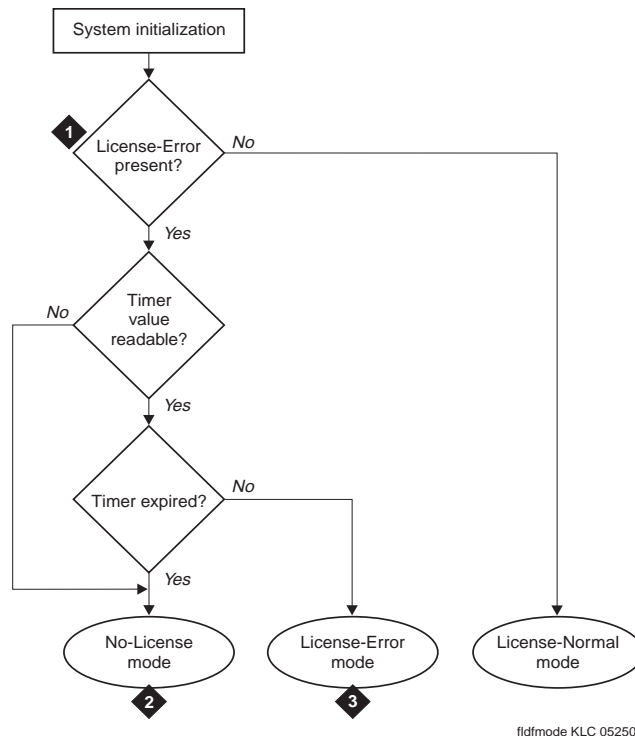 System initialization
1
License-Error
present?
No
Yes
Timer
value
readable?
No
Yes
Timer expired?
No
Yes
No-License
mode
License-Error
mode
License-Normal
mode
2
3
fldfmode KLC 05250